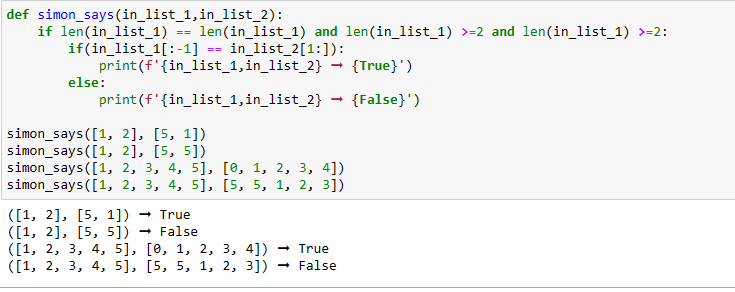 def simon_says(in_list_1,in_list_2):
    if len(in_list_1) == len(in_list_1) and len(in_list_1) >=2 and len(in_list_1) >=2:
        if(in_list_1[:-1] == in_list_2[1:]):
            print(f'{in_list_1,in_list_2} ➞ {True}')
        else:
            print(f'{in_list_1,in_list_2} ➞ {False}')

simon_says([1, 2], [5, 1])
simon_says([1, 2], [5, 5])
simon_says([1, 2, 3, 4, 5], [0, 1, 2, 3, 4])
simon_says([1, 2, 3, 4, 5], [5, 5, 1, 2, 3])

([1, 2], [5, 1]) ➞ True
([1, 2], [5, 5]) ➞ False
([1, 2, 3, 4, 5], [0, 1, 2, 3, 4]) ➞ True
([1, 2, 3, 4, 5], [5, 5, 1, 2, 3]) ➞ False